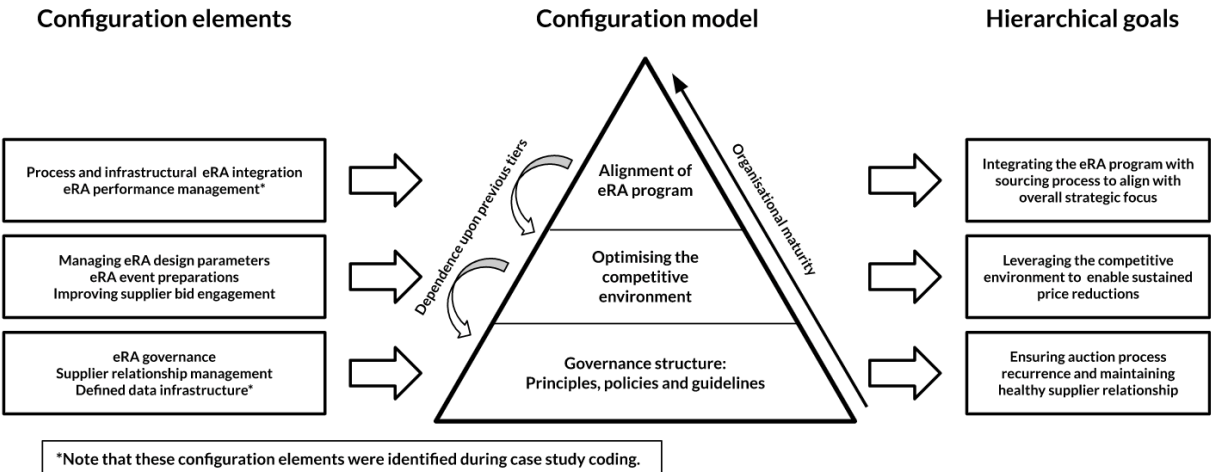 Configuration elements
Configuration model
Hierarchical goals
Process and infrastructural eRA integration
eRA performance management*
Managing eRA design parameters
eRA event preparations
Improving supplier bid engagement
eRA governance
Supplier relationship management
Defined data infrastructure*
Dependence upon previous tiers
Alignment of
eRA program
Optimising the
competitive
environment
Governance structure:
Principles, policies and guidelines
Organisational maturity
Integrating the eRA program with
sourcing process to align with
overall strategic focus
Leveraging the competitive
environment to enable sustained
price reductions
Ensuring auction process
recurrence and maintaining
healthy supplier relationship
*Note that these configuration elements were identified during case study coding.